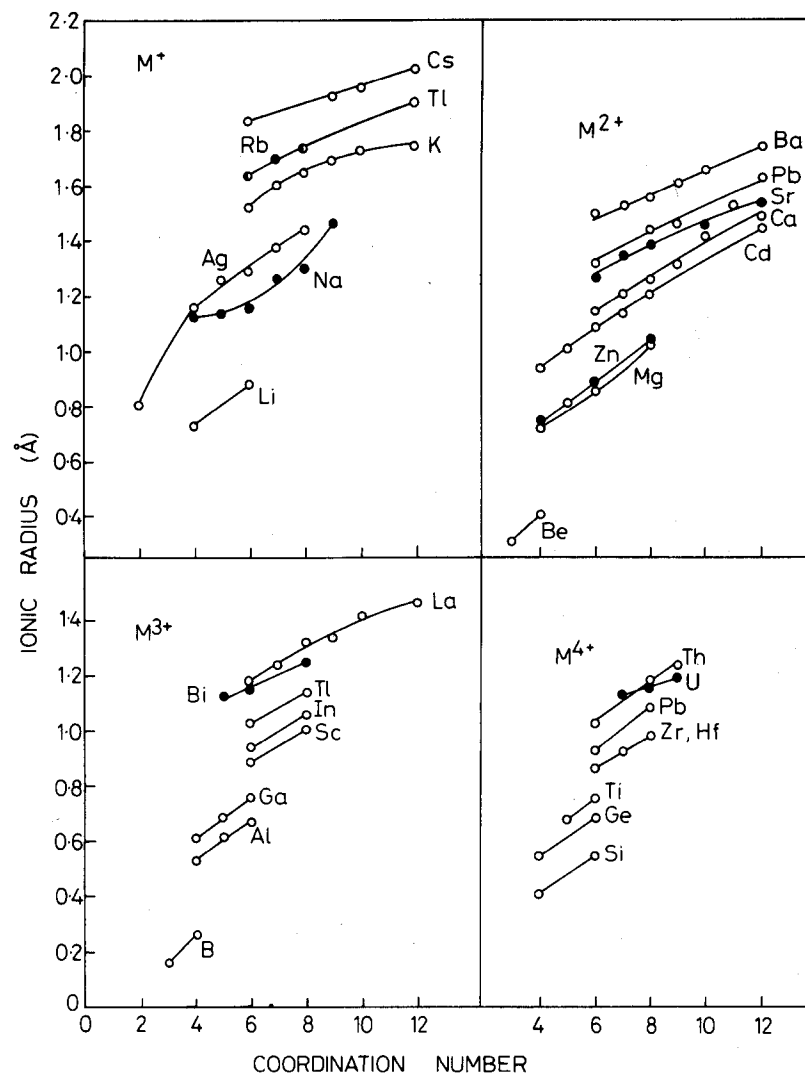 IONIC RADIUS (Å)
2·2
2·0
1·8
1·6
1·4
1·2
1·0
0·8
0·6
0·4
M⁺
Cs
Tl
Rb
K
Ag
Na
Li
M²⁺
Ba
Pb
Sr
Ca
Cd
Zn
Mg
Be
1·4
1·2
1·0
0·8
0·6
0·4
0·2
0
M³⁺
La
Bi
Tl
In
Sc
Ga
Al
B
M⁴⁺
Th
U
Pb
Zr, Hf
Ti
Ge
Si
0 2 4 6 8 10 12 4 6 8 10 12
COORDINATION NUMBER